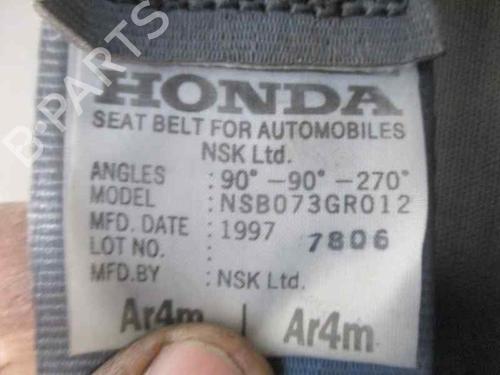 HONDA
SEAT BELT FOR AUTOMOBILES
NSK Ltd.
ANGLES : 90° -90° -270°
MODEL : NSB073GR012
MFD. DATE : 1997 7806
LOT NO. :
MFD.BY : NSK Ltd.
Ar4m | Ar4m
B-PARTS